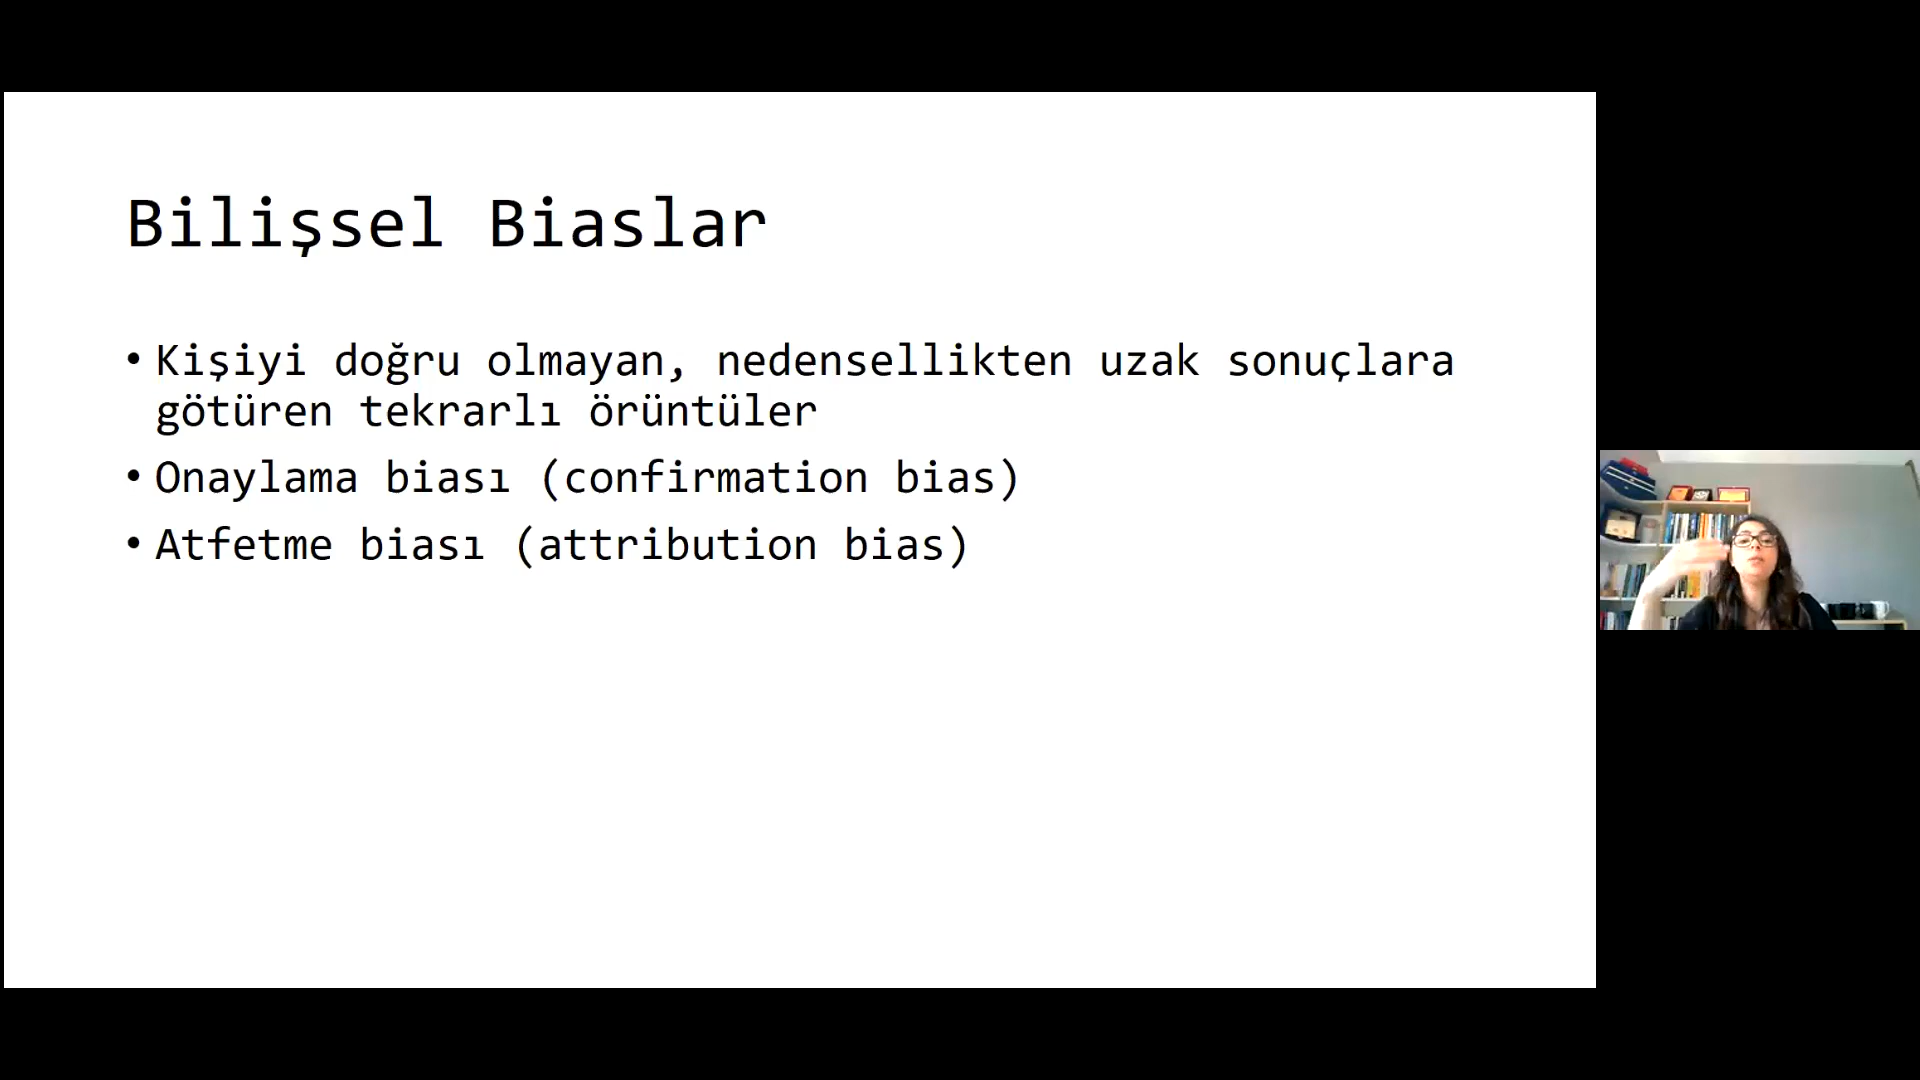 Bilişsel Biaslar
• Kişiyi doğru olmayan, nedensellikten uzak sonuçlara
götüren tekrarlı örüntüler
• Onaylama biası (confirmation bias)
• Atfetme biası (attribution bias)